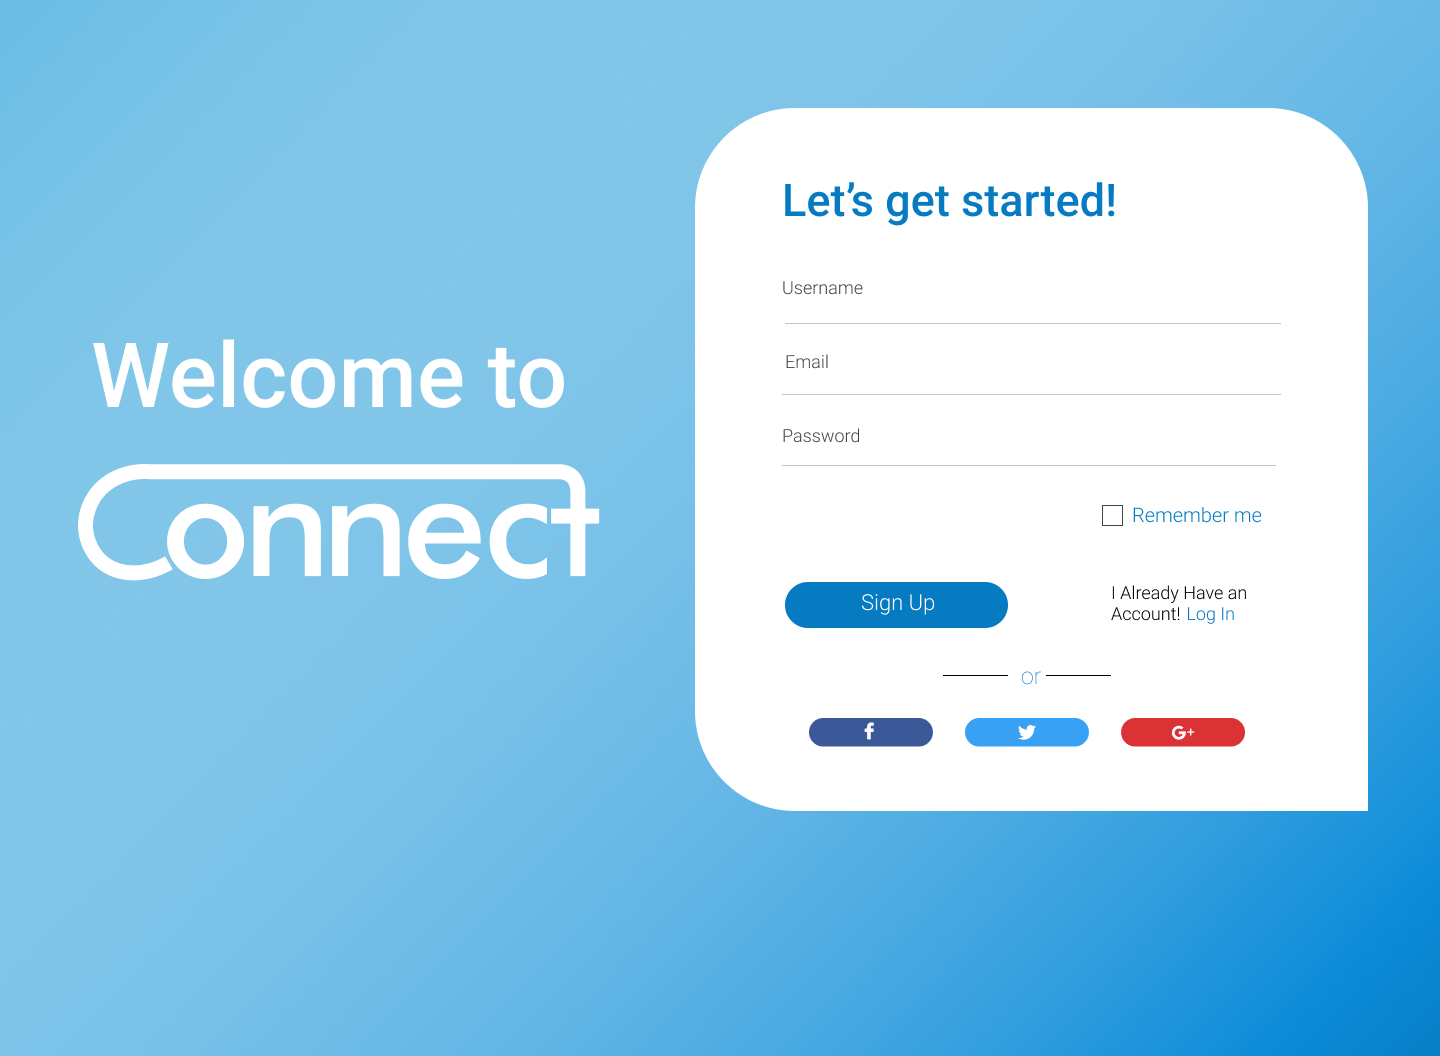 Welcome to
Connect
Let’s get started!
Username
Email
Password
Remember me
Sign Up
I Already Have an
Account! Log In
or
f
G+